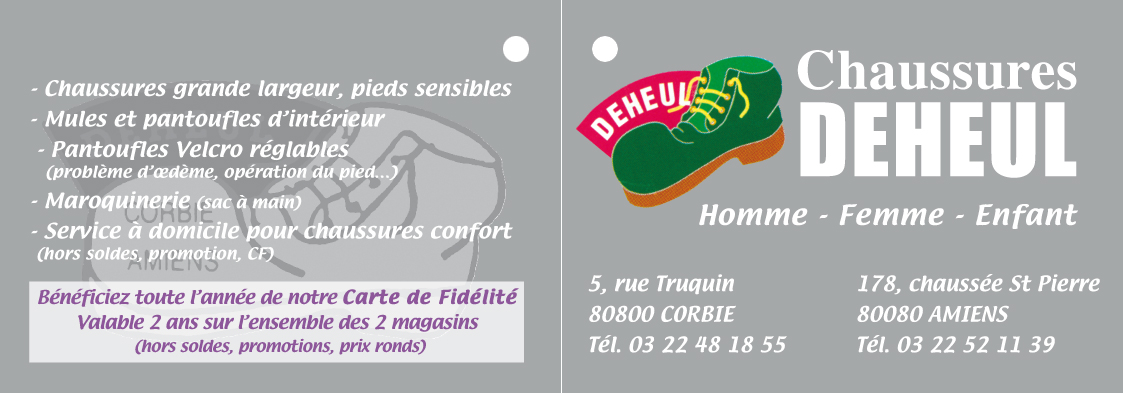 - Chaussures grande largeur, pieds sensibles
- Mules et pantoufles d'intérieur
- Pantoufles Velcro réglables
(problème d'œdème, opération du pied...)
- Maroquinerie (sac à main)
- Service à domicile pour chaussures confort
(hors soldes, promotion, CF)
DEHEUL
CORBIE
AMIENS
Bénéficiez toute l'année de notre Carte de Fidélité
Valable 2 ans sur l'ensemble des 2 magasins
(hors soldes, promotions, prix ronds)
DEHEUL
Chaussures
DEHEUL
Homme - Femme - Enfant
5, rue Truquin
80800 CORBIE
Tél. 03 22 48 18 55
178, chaussée St Pierre
80080 AMIENS
Tél. 03 22 52 11 39